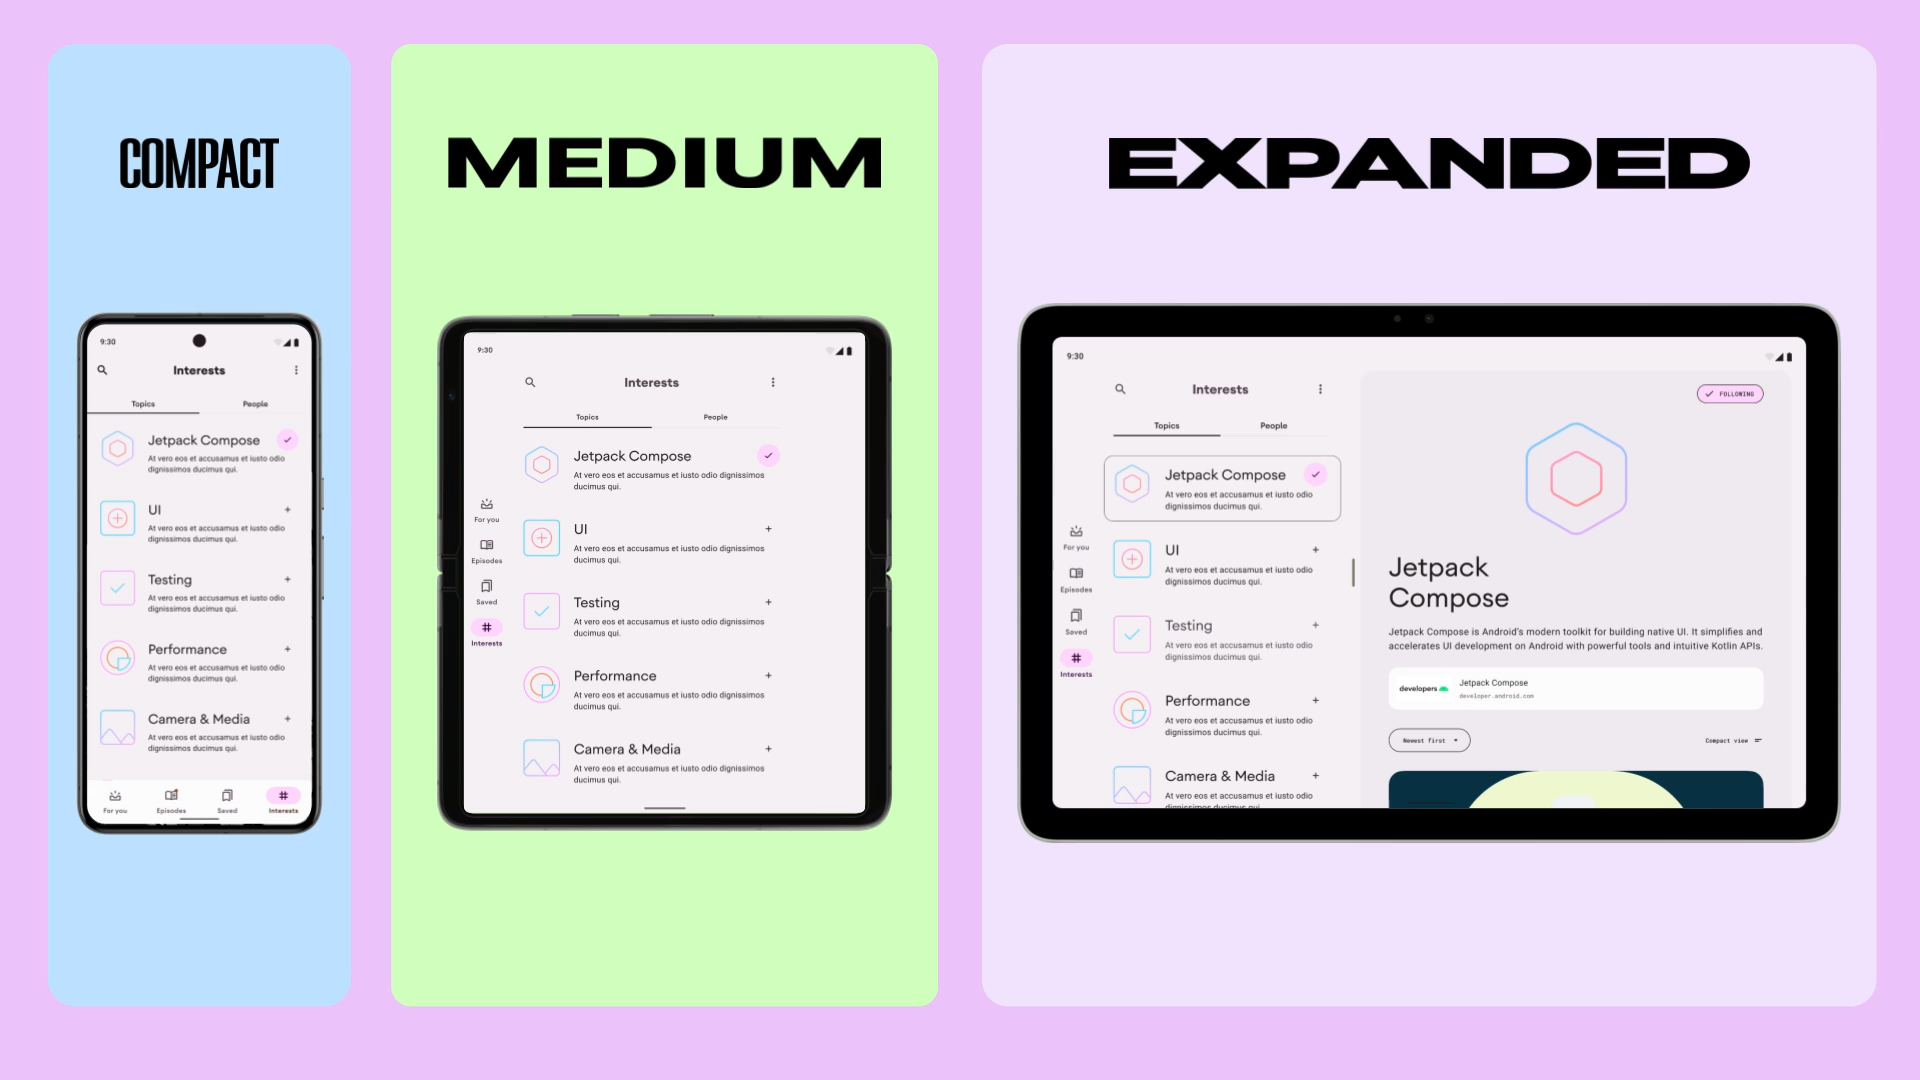 COMPACT
9:30
Interests
Topics People
Jetpack Compose
At vero eos et accusamus et iusto odio
dignissimos ducimus qui.
UI
At vero eos et accusamus et iusto odio
dignissimos ducimus qui.
Testing
At vero eos et accusamus et iusto odio
dignissimos ducimus qui.
Performance
At vero eos et accusamus et iusto odio
dignissimos ducimus qui.
Camera & Media
At vero eos et accusamus et iusto odio
dignissimos ducimus qui.
For you Episodes Saved Interests
MEDIUM
9:30
Interests
Topics People
For you
Episodes
Saved
Interests
Jetpack Compose
At vero eos et accusamus et iusto odio dignissimos
ducimus qui.
UI
At vero eos et accusamus et iusto odio dignissimos
ducimus qui.
Testing
At vero eos et accusamus et iusto odio dignissimos
ducimus qui.
Performance
At vero eos et accusamus et iusto odio dignissimos
ducimus qui.
Camera & Media
At vero eos et accusamus et iusto odio dignissimos
ducimus qui.
EXPANDED
9:30
For you
Episodes
Saved
Interests
Interests
Topics People
Jetpack Compose
At vero eos et accusamus et iusto odio
dignissimos ducimus qui.
UI
At vero eos et accusamus et iusto odio
dignissimos ducimus qui.
Testing
At vero eos et accusamus et iusto odio
dignissimos ducimus qui.
Performance
At vero eos et accusamus et iusto odio
dignissimos ducimus qui.
Camera & Media
At vero eos et accusamus et iusto odio
dignissimos ducimus qui.
FOLLOWING
Jetpack
Compose
Jetpack Compose is Android's modern toolkit for building native UI. It simplifies and
accelerates UI development on Android with powerful tools and intuitive Kotlin APIs.
developers
Jetpack Compose
developer.android.com
Newest first
Compact view